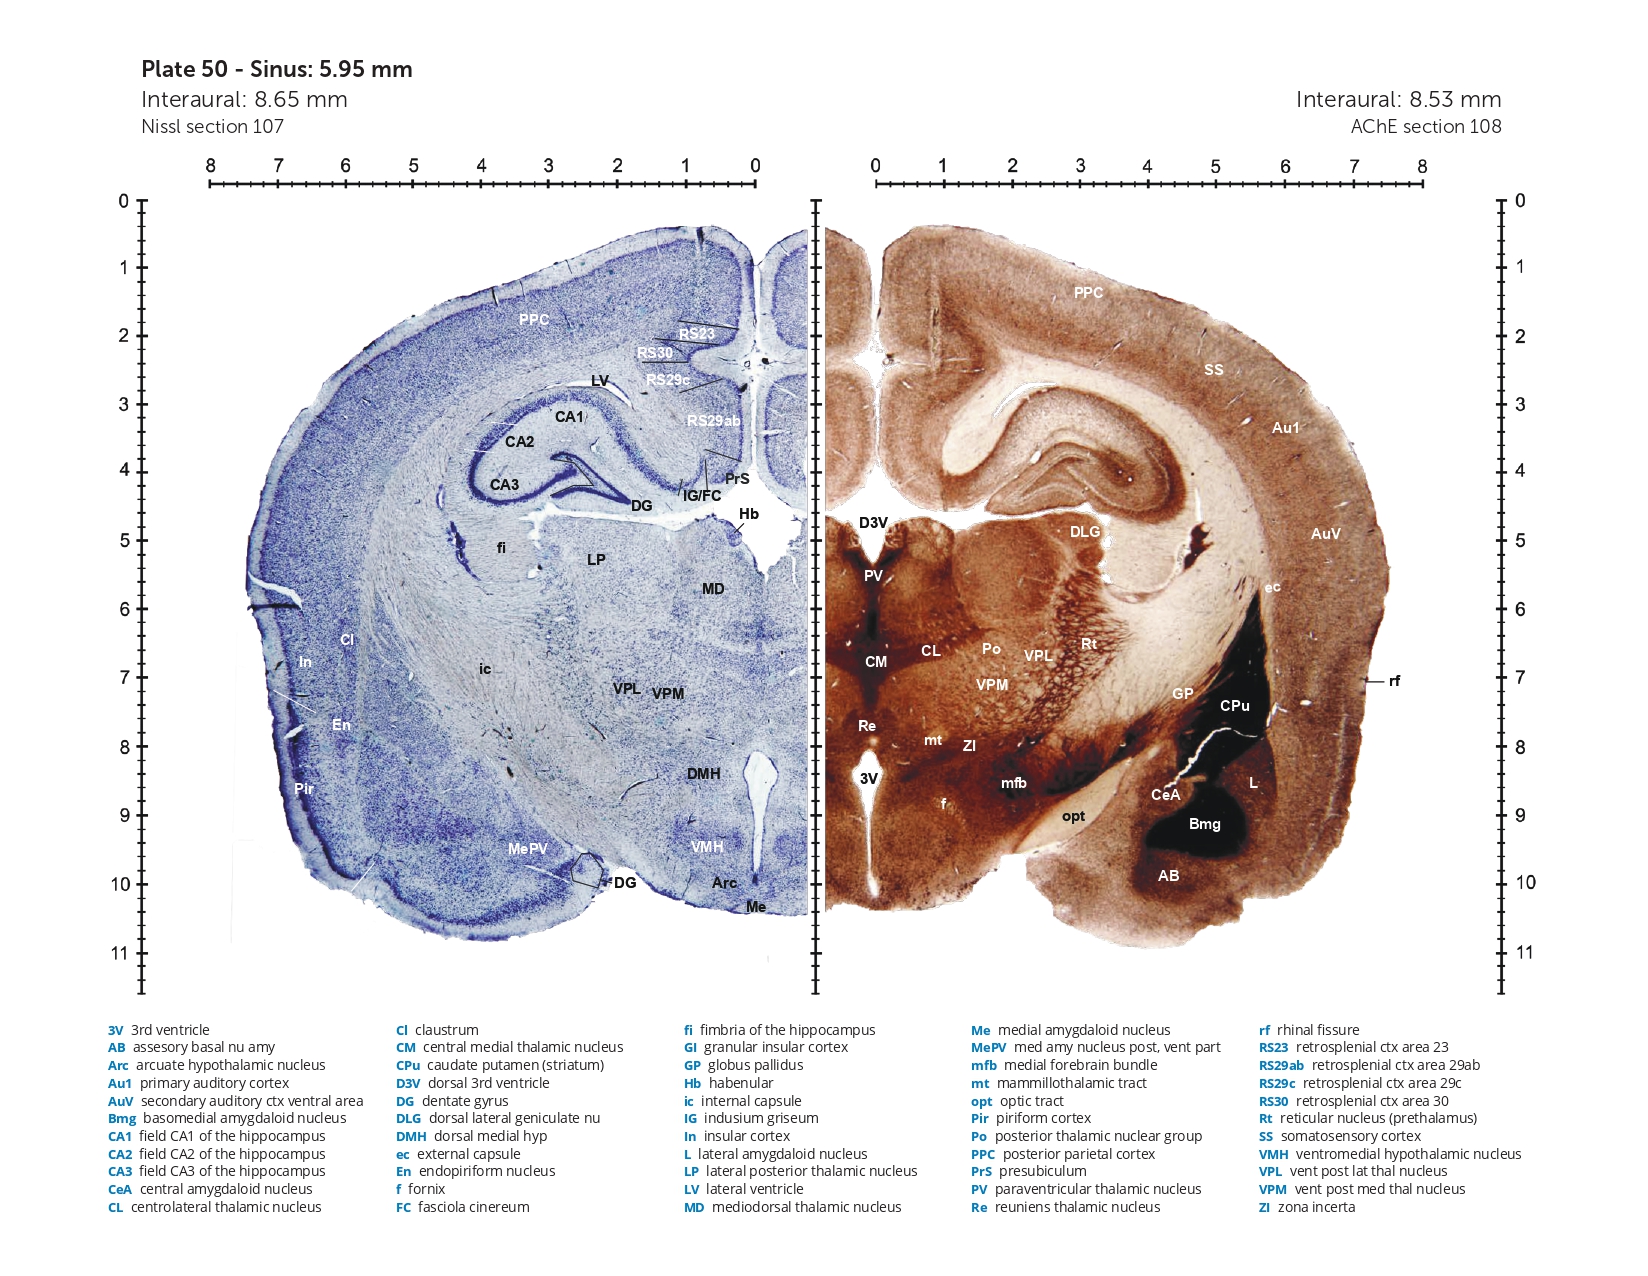 Plate 50 - Sinus: 5.95 mm
Interaural: 8.65 mm
Interaural: 8.53 mm
Nissl section 107
AChE section 108
8 7 6 5 4 3 2 1 0
0 1 2 3 4 5 6 7 8
0
0
1
1
PPC
PPC
2
2
RS23
RS30
SS
RS29c
LV
3
3
CA1
RS29ab
Au1
CA2
4
4
CA3
PrS
IG/FC
DG
Hb
D3V
DLG
AuV
5
5
fi
LP
PV
MD
ec
6
6
Cl
Rt
CL
Po
VPL
In
CM
ic
7
7
rf
VPL
VPM
VPM
GP
CPu
En
Re
mt
ZI
8
8
DMH
3V
mfb
L
Pir
CeA
f
9
9
opt
Bmg
MePV
VMH
AB
10
10
DG
Arc
Me
11
11
3V 3rd ventricle
AB assesory basal nu amy
Arc arcuate hypothalamic nucleus
Au1 primary auditory cortex
AuV secondary auditory ctx ventral area
Bmg basomedial amygdaloid nucleus
CA1 field CA1 of the hippocampus
CA2 field CA2 of the hippocampus
CA3 field CA3 of the hippocampus
CeA central amygdaloid nucleus
CL centrolateral thalamic nucleus
Cl claustrum
CM central medial thalamic nucleus
CPu caudate putamen (striatum)
D3V dorsal 3rd ventricle
DG dentate gyrus
DLG dorsal lateral geniculate nu
DMH dorsal medial hyp
ec external capsule
En endopiriform nucleus
f fornix
FC fasciola cinereum
fi fimbria of the hippocampus
GI granular insular cortex
GP globus pallidus
Hb habenular
ic internal capsule
IG indusium griseum
In insular cortex
L lateral amygdaloid nucleus
LP lateral posterior thalamic nucleus
LV lateral ventricle
MD mediodorsal thalamic nucleus
Me medial amygdaloid nucleus
MePV med amy nucleus post, vent part
mfb medial forebrain bundle
mt mammillothalamic tract
opt optic tract
Pir piriform cortex
Po posterior thalamic nuclear group
PPC posterior parietal cortex
PrS presubiculum
PV paraventricular thalamic nucleus
Re reuniens thalamic nucleus
rf rhinal fissure
RS23 retrosplenial ctx area 23
RS29ab retrosplenial ctx area 29ab
RS29c retrosplenial ctx area 29c
RS30 retrosplenial ctx area 30
Rt reticular nucleus (prethalamus)
SS somatosensory cortex
VMH ventromedial hypothalamic nucleus
VPL vent post lat thal nucleus
VPM vent post med thal nucleus
ZI zona incerta